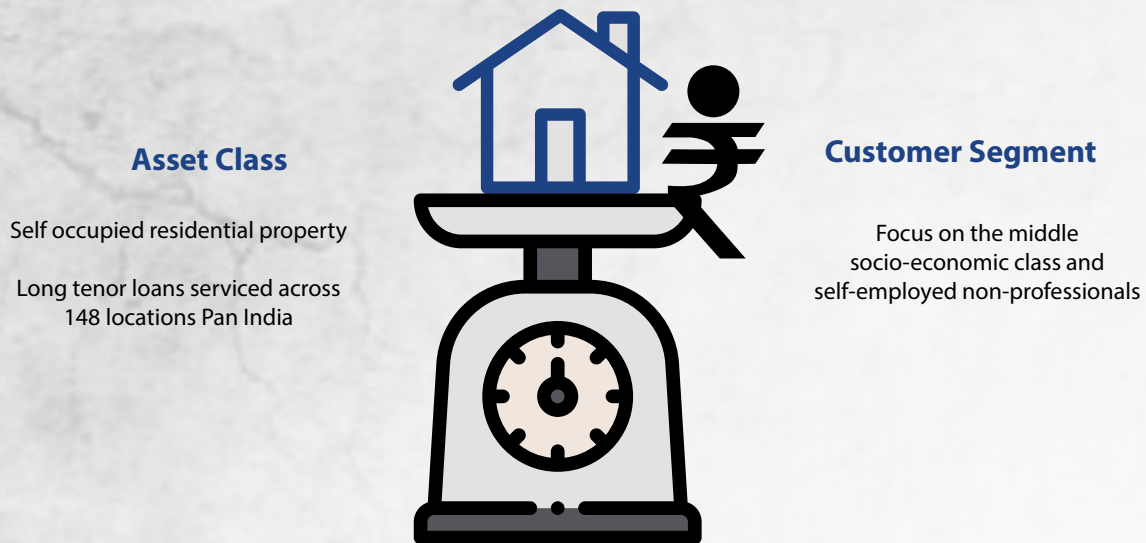 Asset Class
Self occupied residential property
Long tenor loans serviced across
148 locations Pan India
Customer Segment
Focus on the middle
socio-economic class and
self-employed non-professionals